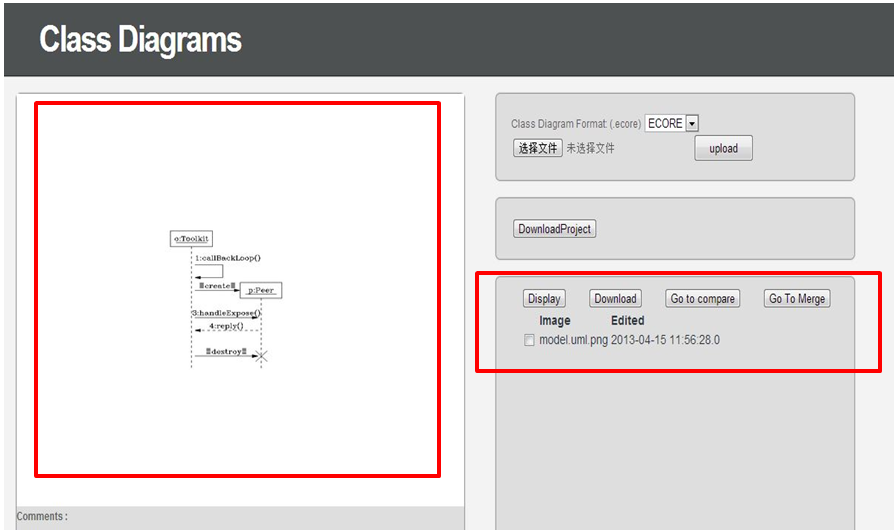 Class Diagrams
o:Toolkit
1:callBackLoop()
create
p:Peer
3:handleExpose()
4:reply()
destroy
Comments :
Class Diagram Format: (.ecore) ECORE
选择文件 未选择文件 upload
DownloadProject
Display Download Go to compare Go To Merge
Image Edited
model.uml.png 2013-04-15 11:56:28.0